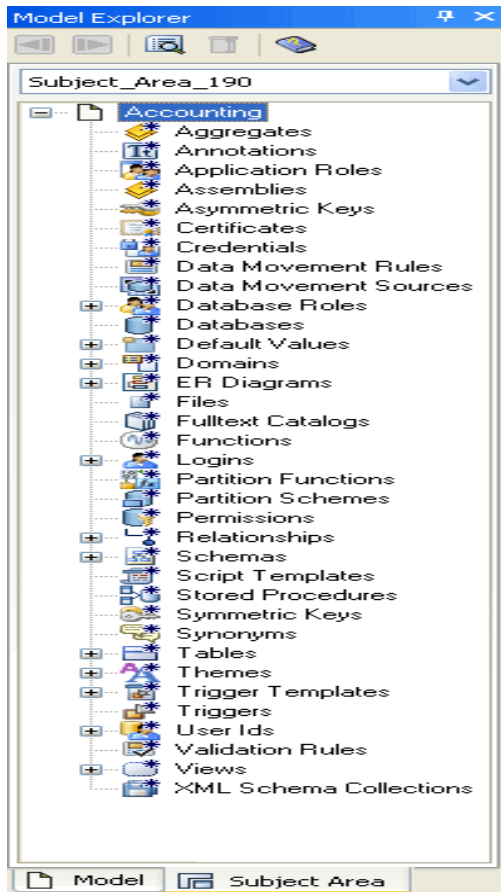 Model Explorer
Subject_Area_190
Accounting
Aggregates
Annotations
Application Roles
Assemblies
Asymmetric Keys
Certificates
Credentials
Data Movement Rules
Data Movement Sources
Database Roles
Databases
Default Values
Domains
ER Diagrams
Files
Fulltext Catalogs
Functions
Logins
Partition Functions
Partition Schemes
Permissions
Relationships
Schemas
Script Templates
Stored Procedures
Symmetric Keys
Synonyms
Tables
Themes
Trigger Templates
Triggers
User Ids
Validation Rules
Views
XML Schema Collections
Model Subject Area